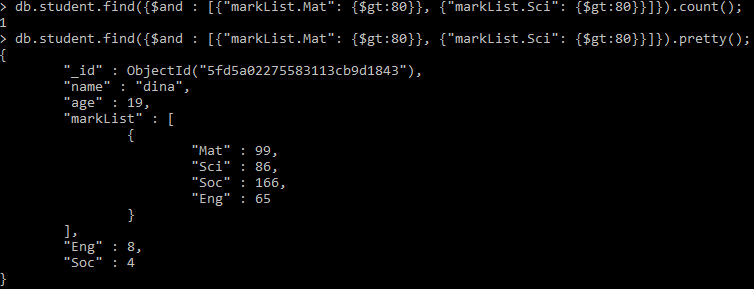 > db.student.find({$and : [{"markList.Mat": {$gt:80}}, {"markList.Sci": {$gt:80}}]}).count();
1
> db.student.find({$and : [{"markList.Mat": {$gt:80}}, {"markList.Sci": {$gt:80}}]}).pretty();
{
        "_id" : ObjectId("5fd5a02275583113cb9d1843"),
        "name" : "dina",
        "age" : 19,
        "markList" : [
                {
                        "Mat" : 99,
                        "Sci" : 86,
                        "Soc" : 166,
                        "Eng" : 65
                }
        ],
        "Eng" : 8,
        "Soc" : 4
}